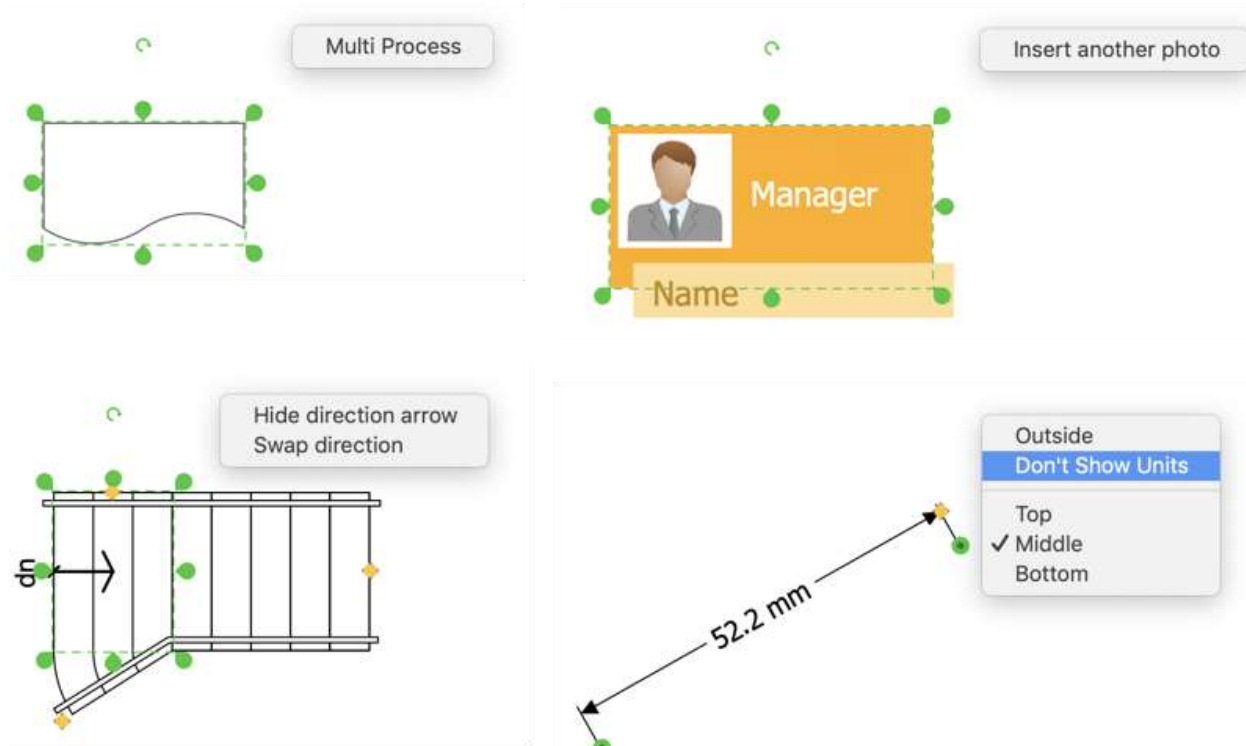 Multi Process
Insert another photo
Manager
Name
Hide direction arrow
Swap direction
up
Outside
Don't Show Units
Top
✓ Middle
Bottom
52.2 mm